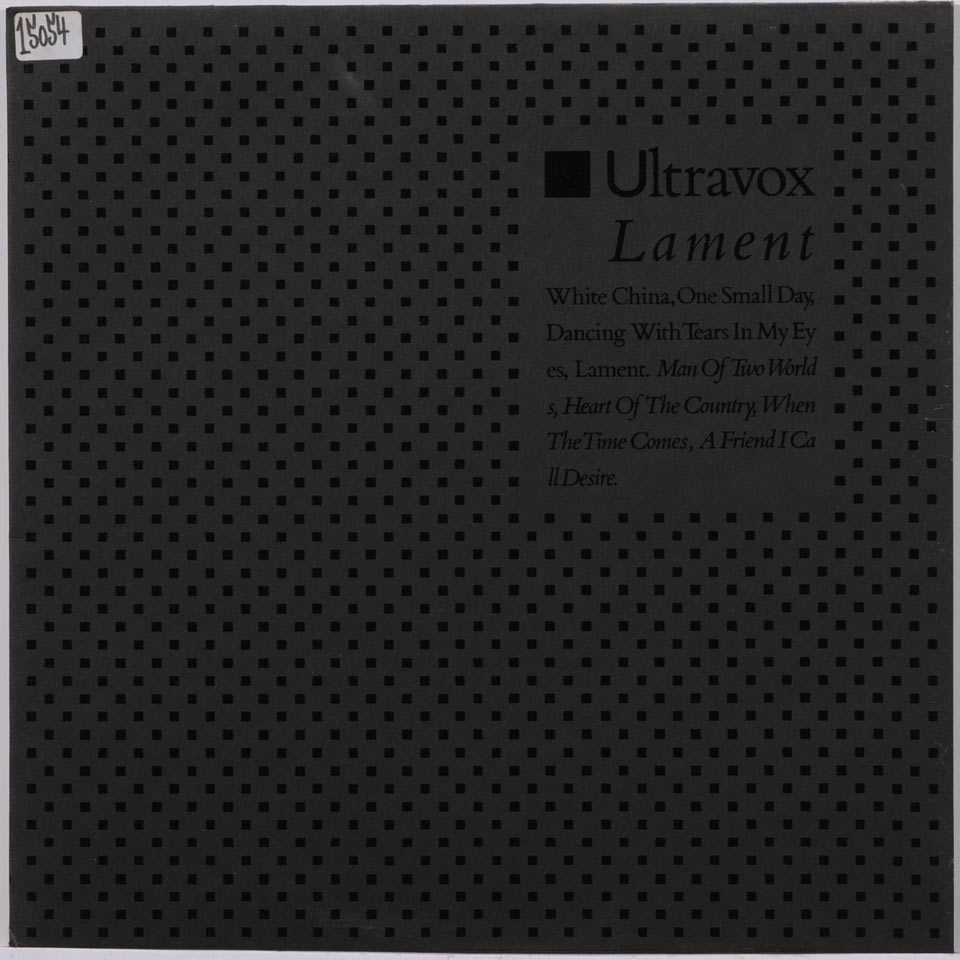 15054
Ultravox
Lament
White China, One Small Day,
Dancing With Tears In My Ey
es, Lament. Man Of Two World
s, Heart Of The Country, When
The Time Comes, A Friend I Ca
ll Desire.